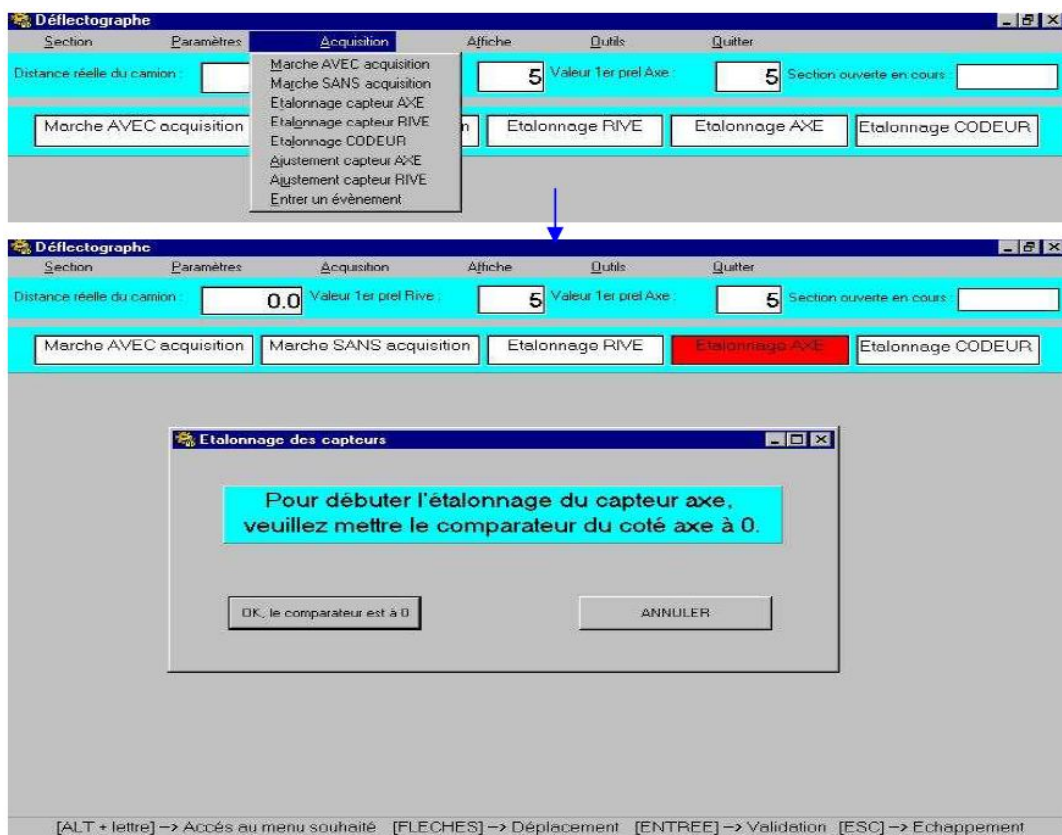 Déflectographe
Section Paramètres Acquisition Affiche Outils Quitter
Distance réelle du camion : 5 Valeur 1er prel Axe : 5 Section ouverte en cours :
Marche AVEC acquisition n Etalonnage RIVE Etalonnage AXE Etalonnage CODEUR
Marche AVEC acquisition
Marche SANS acquisition
Etalonnage capteur AXE
Etalonnage capteur RIVE
Etalonnage CODEUR
Ajustement capteur AXE
Ajustement capteur RIVE
Entrer un évènement
Déflectographe
Section Paramètres Acquisition Affiche Outils Quitter
Distance réelle du camion : 0.0 Valeur 1er prel Rive : 5 Valeur 1er prel Axe : 5 Section ouverte en cours :
Marche AVEC acquisition Marche SANS acquisition Etalonnage RIVE Etalonnage AXE Etalonnage CODEUR
Etalonnage des capteurs
Pour débuter l'étalonnage du capteur axe,
veuillez mettre le comparateur du coté axe à 0.
OK, le comparateur est à 0 ANNULER
[ALT + lettre] --> Accés au menu souhaité [FLECHES] --> Déplacement [ENTREE] --> Validation [ESC] --> Echappement